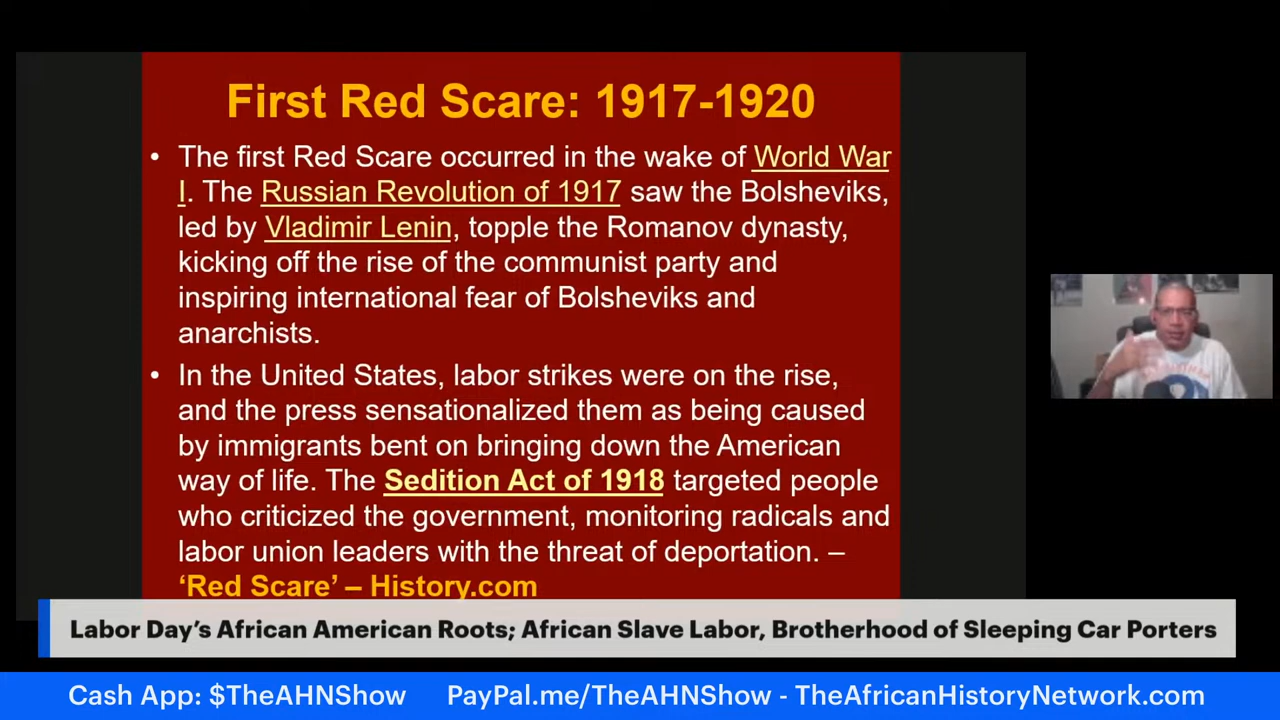 First Red Scare: 1917-1920
• The first Red Scare occurred in the wake of World War
I. The Russian Revolution of 1917 saw the Bolsheviks,
led by Vladimir Lenin, topple the Romanov dynasty,
kicking off the rise of the communist party and
inspiring international fear of Bolsheviks and
anarchists.
• In the United States, labor strikes were on the rise,
and the press sensationalized them as being caused
by immigrants bent on bringing down the American
way of life. The Sedition Act of 1918 targeted people
who criticized the government, monitoring radicals and
labor union leaders with the threat of deportation. –
‘Red Scare’ – History.com
Labor Day’s African American Roots; African Slave Labor, Brotherhood of Sleeping Car Porters
Cash App: $TheAHNShow PayPal.me/TheAHNShow - TheAfricanHistoryNetwork.com